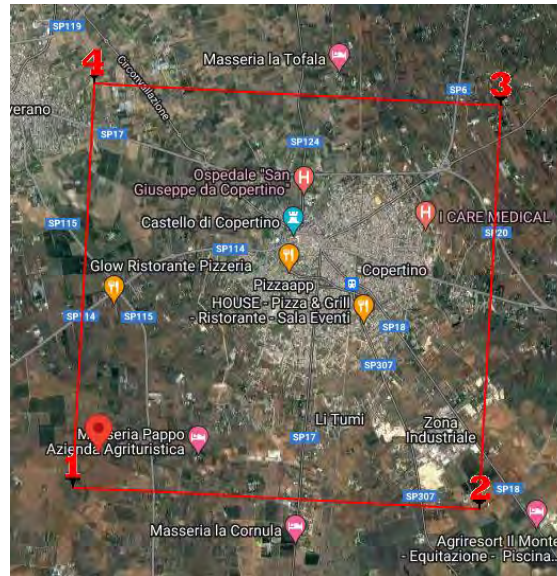 SP119
4
Masseria la Tofala
Circonvallazione
SP6
3
verano
SP17
SP124
Ospedale "San
Giuseppe da Copertino"
I CARE MEDICAL
SP115
Castello di Copertino
SP20
SP114
Glow Ristorante Pizzeria
Copertino
Pizzaapp
HOUSE - Pizza & Grill
- Ristorante - Sala Eventi
SP114
SP115
SP18
SP307
Li Tumi
Zona
Industriale
SP17
Masseria Pappo
Azienda Agrituristica
1
2
SP307
SP18
Masseria la Cornula
Agriresort Il Monte
- Equitazione - Piscina...